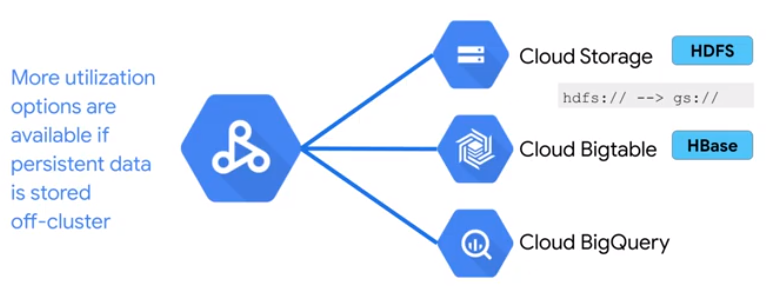 More utilization
options are
available if
persistent data
is stored
off-cluster
Cloud Storage
HDFS
hdfs:// --> gs://
Cloud Bigtable
HBase
Cloud BigQuery